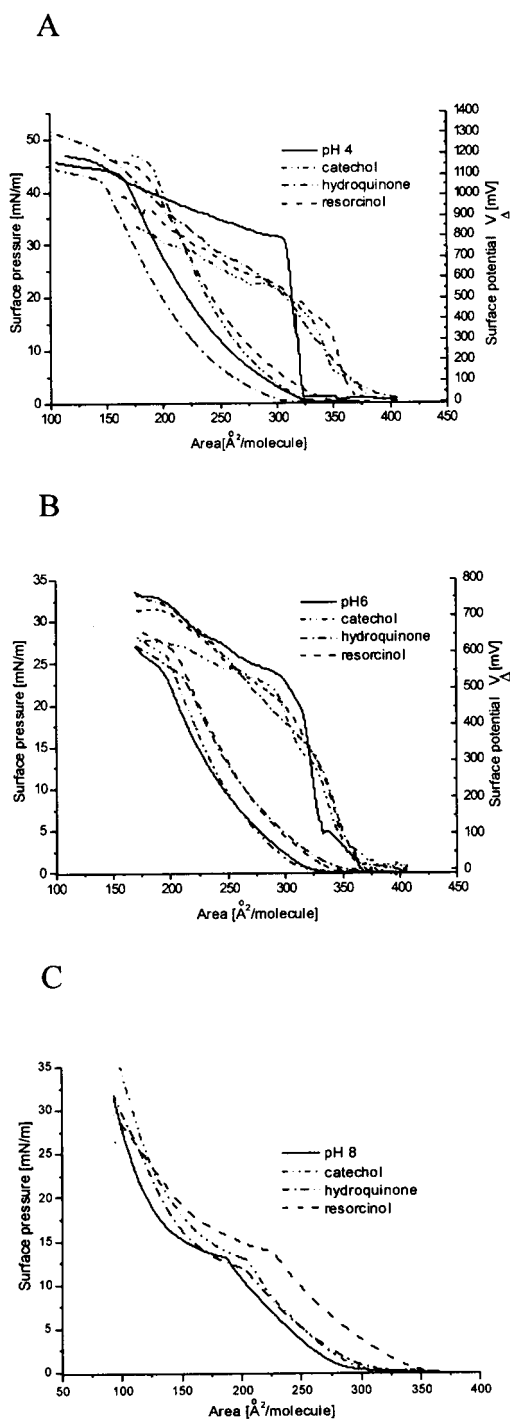 A
Surface pressure [mN/m]
50
40
30
20
10
0
1400
1300
1200
1100
1000
900
800
700
600
500
400
300
200
100
0
Surface potential V [mV]
Δ
pH 4
catechol
hydroquinone
resorcinol
100 150 200 250 300 350 400 450
Area[Å²/molecule}
B
Surface pressure [mN/m]
35
30
25
20
15
10
5
0
800
700
600
500
400
300
200
100
0
Surface potential V [mV]
Δ
pH6
catechol
hydroquinone
resorcinol
100 150 200 250 300 350 400 450
Area [Å²/molecule]
C
Surface pressure [mN/m]
35
30
25
20
15
10
5
0
pH 8
catechol
hydroquinone
resorcinol
50 100 150 200 250 300 350 400
Area [Å²/molecule]